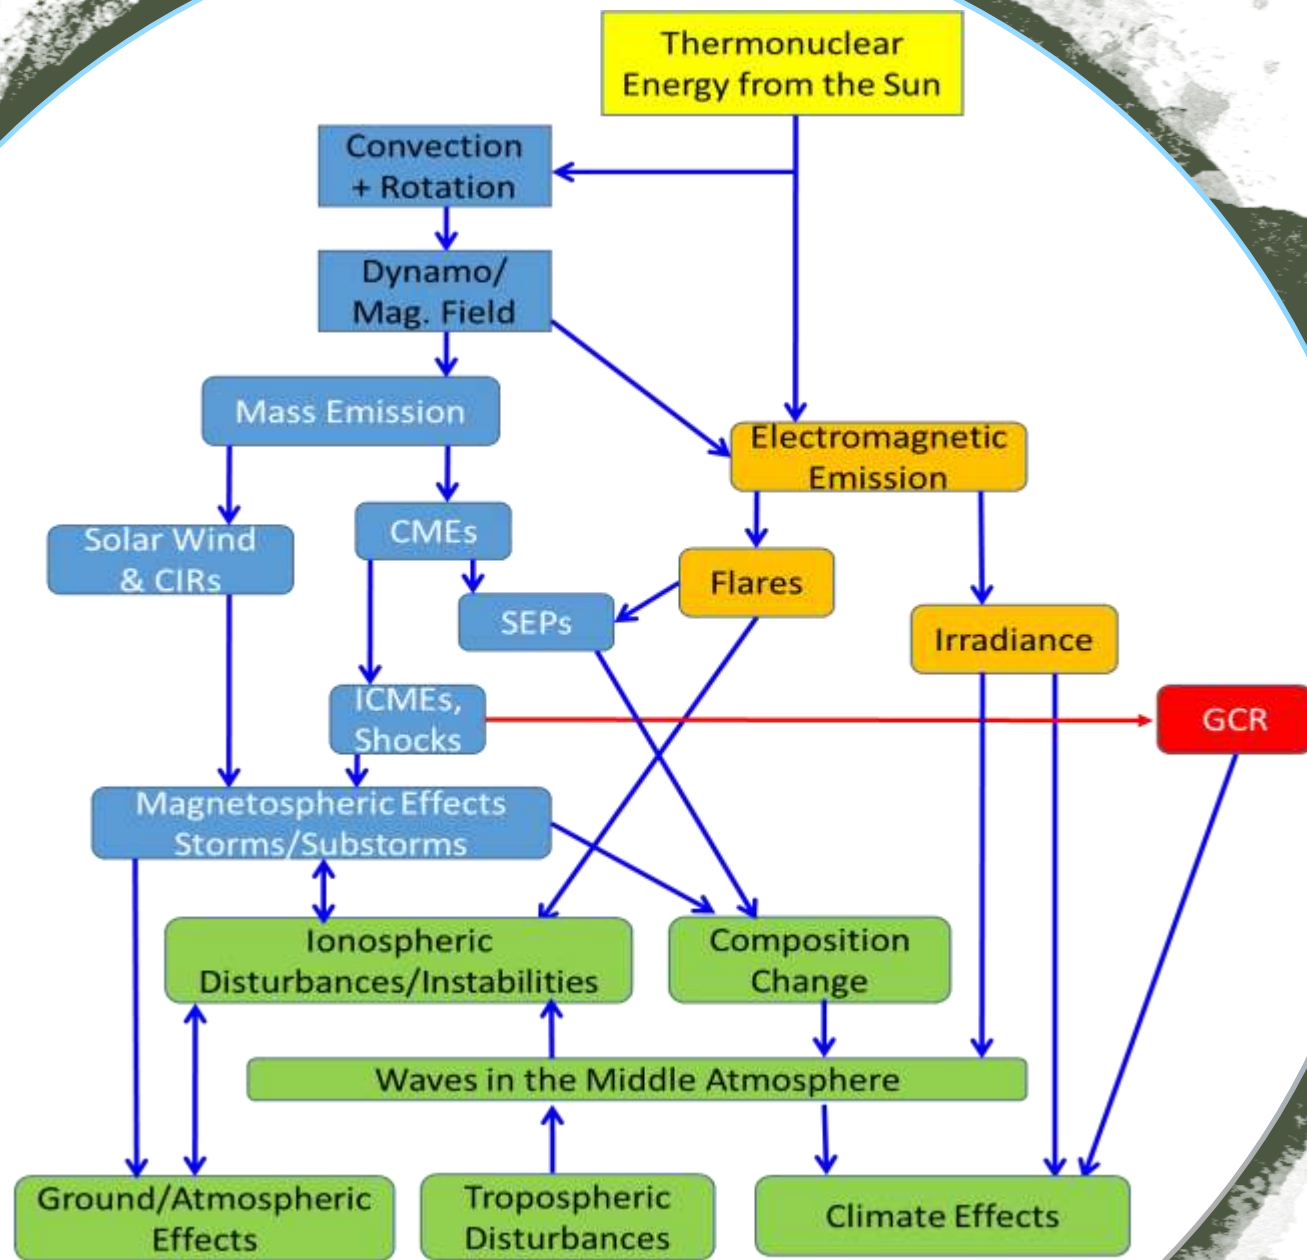 Thermonuclear
Energy from the Sun
Convection
+ Rotation
Dynamo/
Mag. Field
Mass Emission
Electromagnetic
Emission
Solar Wind
& CIRs
CMEs
Flares
SEPs
Irradiance
ICMEs,
Shocks
GCR
Magnetospheric Effects
Storms/Substorms
Ionospheric
Disturbances/Instabilities
Composition
Change
Waves in the Middle Atmosphere
Ground/Atmospheric
Effects
Tropospheric
Disturbances
Climate Effects